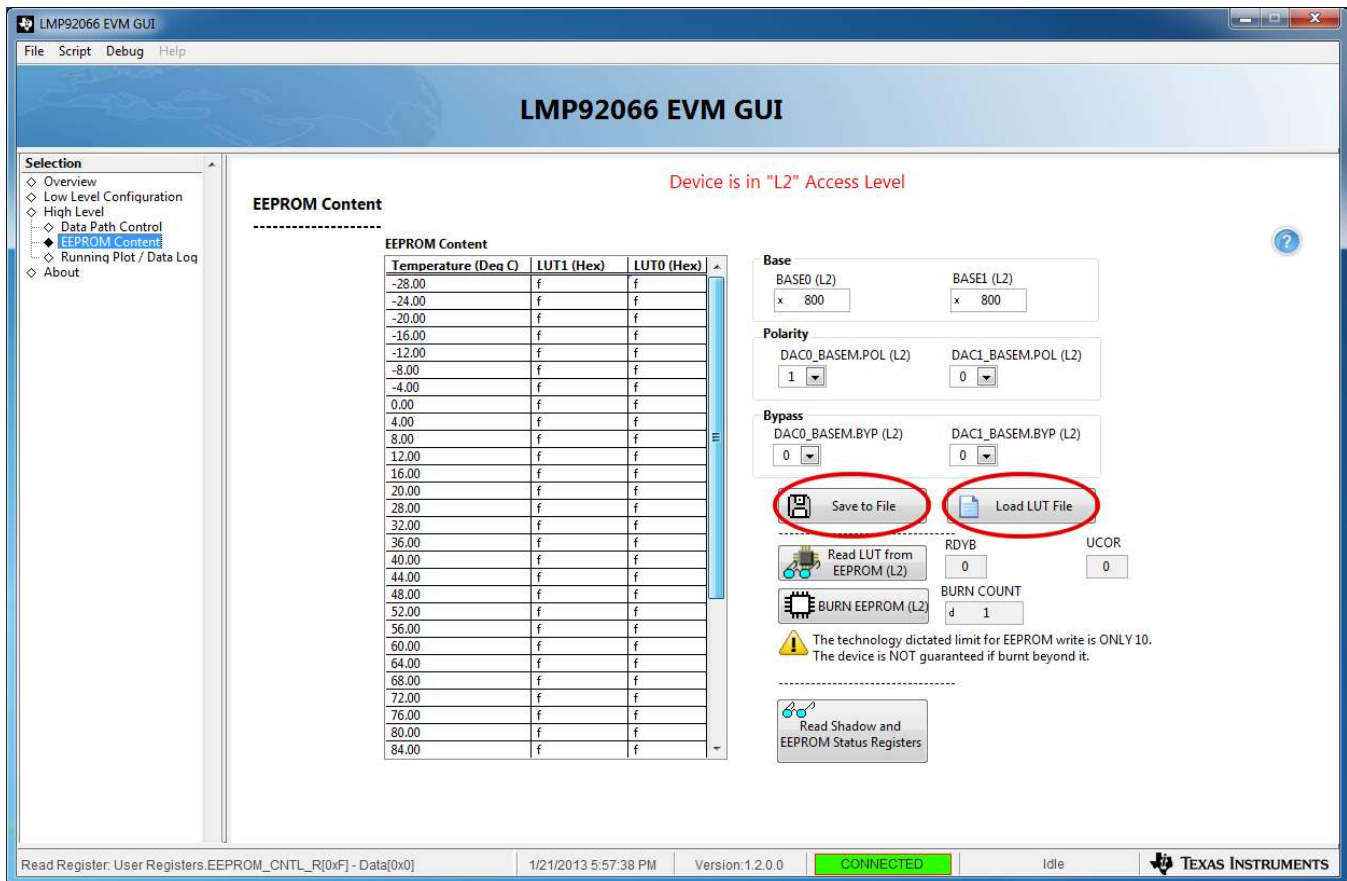 LMP92066 EVM GUI
File Script Debug Help
LMP92066 EVM GUI
Selection
Overview
Low Level Configuration
High Level
Data Path Control
EEPROM Content
Running Plot / Data Log
About
Device is in "L2" Access Level
EEPROM Content
--------------------
EEPROM Content
Temperature (Deg C) LUT1 (Hex) LUT0 (Hex)
-28.00 f f
-24.00 f f
-20.00 f f
-16.00 f f
-12.00 f f
-8.00 f f
-4.00 f f
0.00 f f
4.00 f f
8.00 f f
12.00 f f
16.00 f f
20.00 f f
28.00 f f
32.00 f f
36.00 f f
40.00 f f
44.00 f f
48.00 f f
52.00 f f
56.00 f f
60.00 f f
64.00 f f
68.00 f f
72.00 f f
76.00 f f
80.00 f f
84.00 f f
Base
BASE0 (L2) BASE1 (L2)
x 800 x 800
Polarity
DAC0_BASEM.POL (L2) DAC1_BASEM.POL (L2)
1 0
Bypass
DAC0_BASEM.BYP (L2) DAC1_BASEM.BYP (L2)
0 0
Save to File Load LUT File
------------------------------
Read LUT from
EEPROM (L2)
RDYB UCOR
0 0
BURN EEPROM (L2)
BURN COUNT
d 1
The technology dictated limit for EEPROM write is ONLY 10.
The device is NOT guaranteed if burnt beyond it.
------------------------------
Read Shadow and
EEPROM Status Registers
?
Read Register: User Registers.EEPROM_CNTL_R[0xF] - Data[0x0] 1/21/2013 5:57:38 PM Version:1.2.0.0 CONNECTED Idle TEXAS INSTRUMENTS